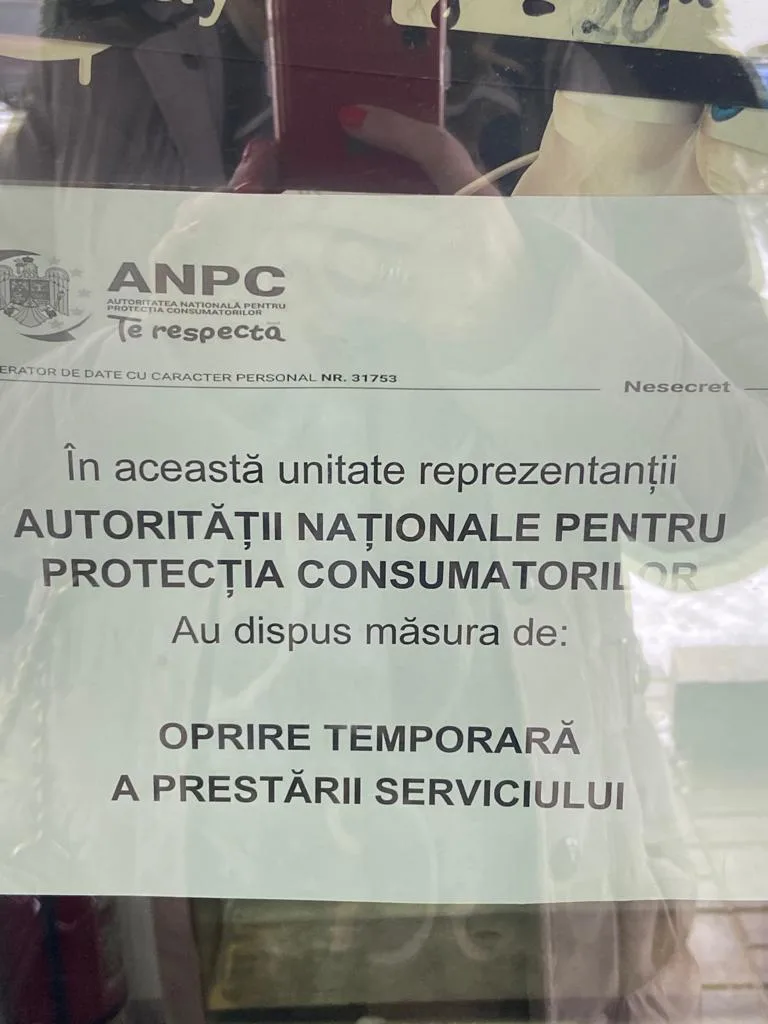 ANPC
AUTORITATEA NAȚIONALĂ PENTRU
PROTECȚIA CONSUMATORILOR
Te respectă
ERATOR DE DATE CU CARACTER PERSONAL NR. 31753
Nesecret
În această unitate reprezentanții
AUTORITĂȚII NAȚIONALE PENTRU
PROTECȚIA CONSUMATORILOR
Au dispus măsura de:
OPRIRE TEMPORARĂ
A PRESTĂRII SERVICIULUI